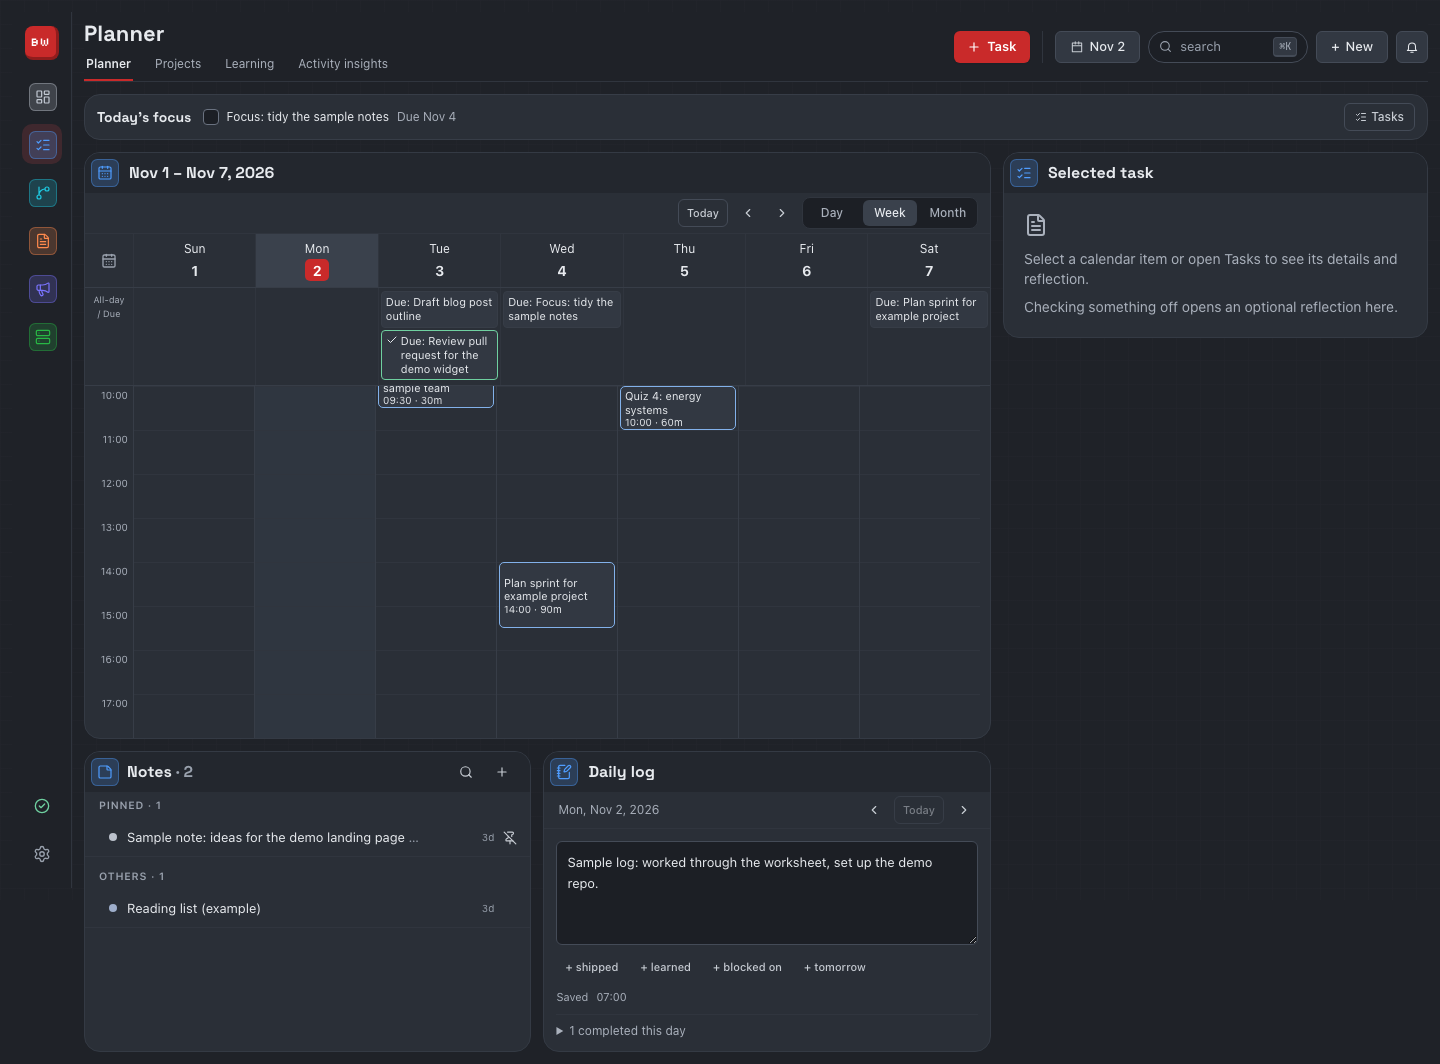 BW
Planner
Planner Projects Learning Activity insights
+ Task
Nov 2
search ⌘K
+ New
Today's focus Focus: tidy the sample notes Due Nov 4
Tasks
Nov 1 – Nov 7, 2026
Today Day Week Month
Sun Mon Tue Wed Thu Fri Sat
1 2 3 4 5 6 7
All-day
/ Due
Due: Draft blog post
outline
Due: Review pull
request for the
demo widget
Due: Focus: tidy the
sample notes
Due: Plan sprint for
example project
10:00
11:00
12:00
13:00
14:00
15:00
16:00
17:00
sample team
09:30 · 30m
Quiz 4: energy
systems
10:00 · 60m
Plan sprint for
example project
14:00 · 90m
Selected task
Select a calendar item or open Tasks to see its details and
reflection.
Checking something off opens an optional reflection here.
Notes · 2
PINNED · 1
Sample note: ideas for the demo landing page ... 3d
OTHERS · 1
Reading list (example) 3d
Daily log
Mon, Nov 2, 2026 Today
Sample log: worked through the worksheet, set up the demo
repo.
+ shipped + learned + blocked on + tomorrow
Saved 07:00
1 completed this day